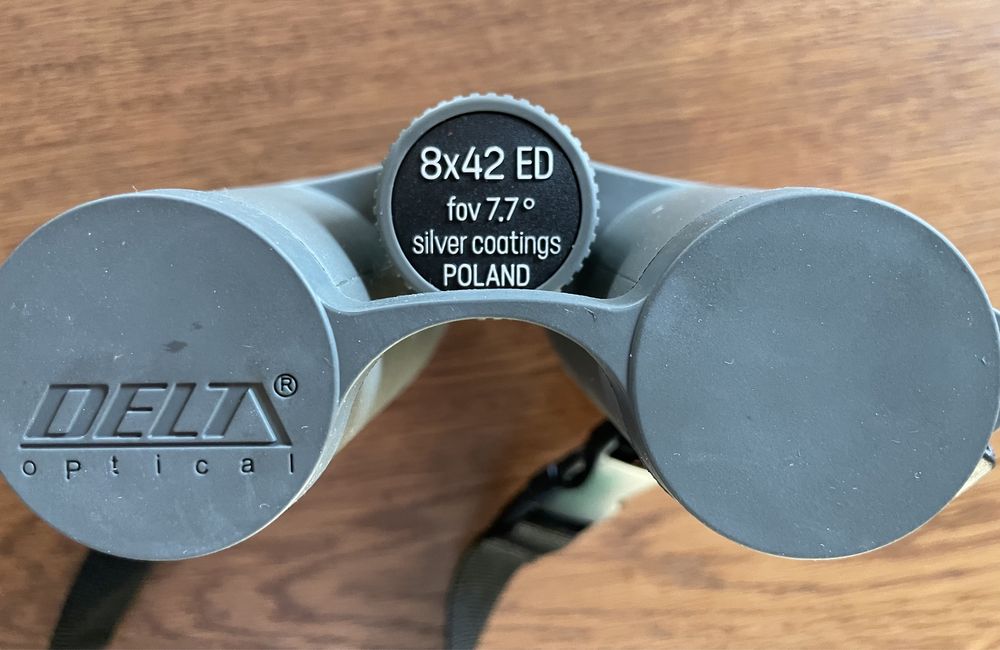 8x42 ED
fov 7.7°
silver coatings
POLAND
DELTA®
optical